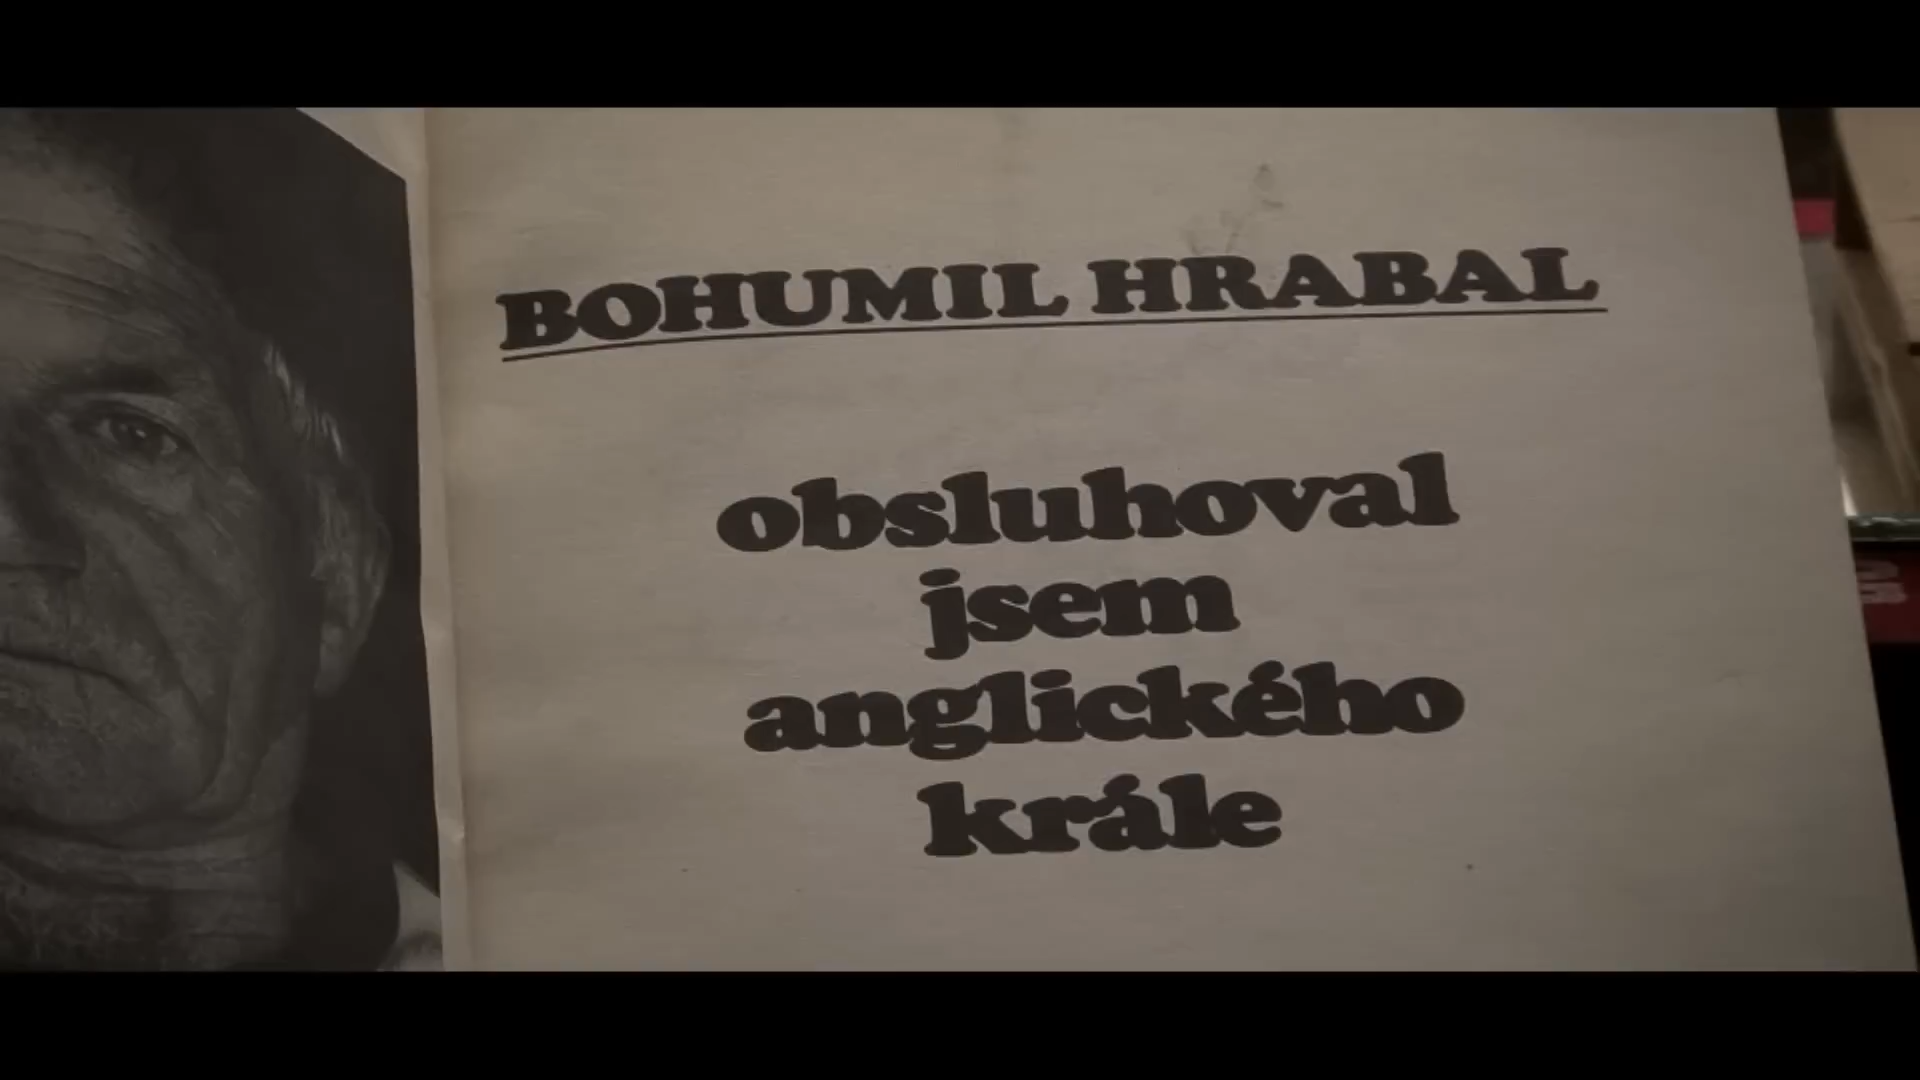 BOHUMIL HRABAL
obsluhoval
jsem
anglického
krále